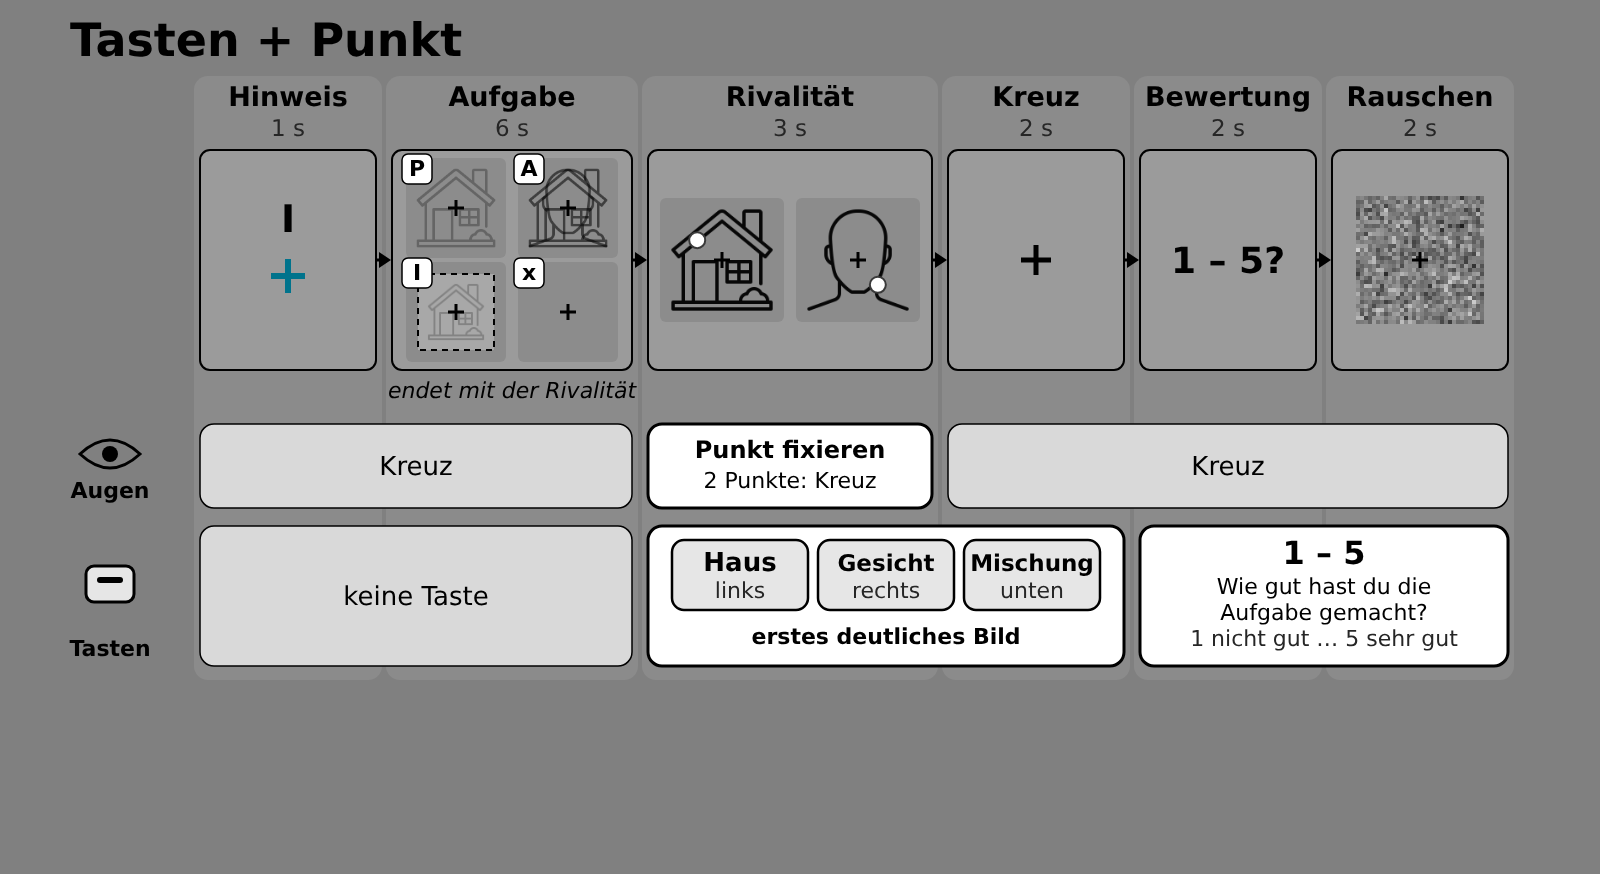 Tasten + Punkt
Hinweis
1 s
Aufgabe
6 s
Rivalität
3 s
Kreuz
2 s
Bewertung
2 s
Rauschen
2 s
I
+
P
A
I
x
+
1 – 5?
endet mit der Rivalität
Augen
Kreuz
Punkt fixieren
2 Punkte: Kreuz
Kreuz
Tasten
keine Taste
Haus
links
Gesicht
rechts
Mischung
unten
erstes deutliches Bild
1 – 5
Wie gut hast du die
Aufgabe gemacht?
1 nicht gut … 5 sehr gut